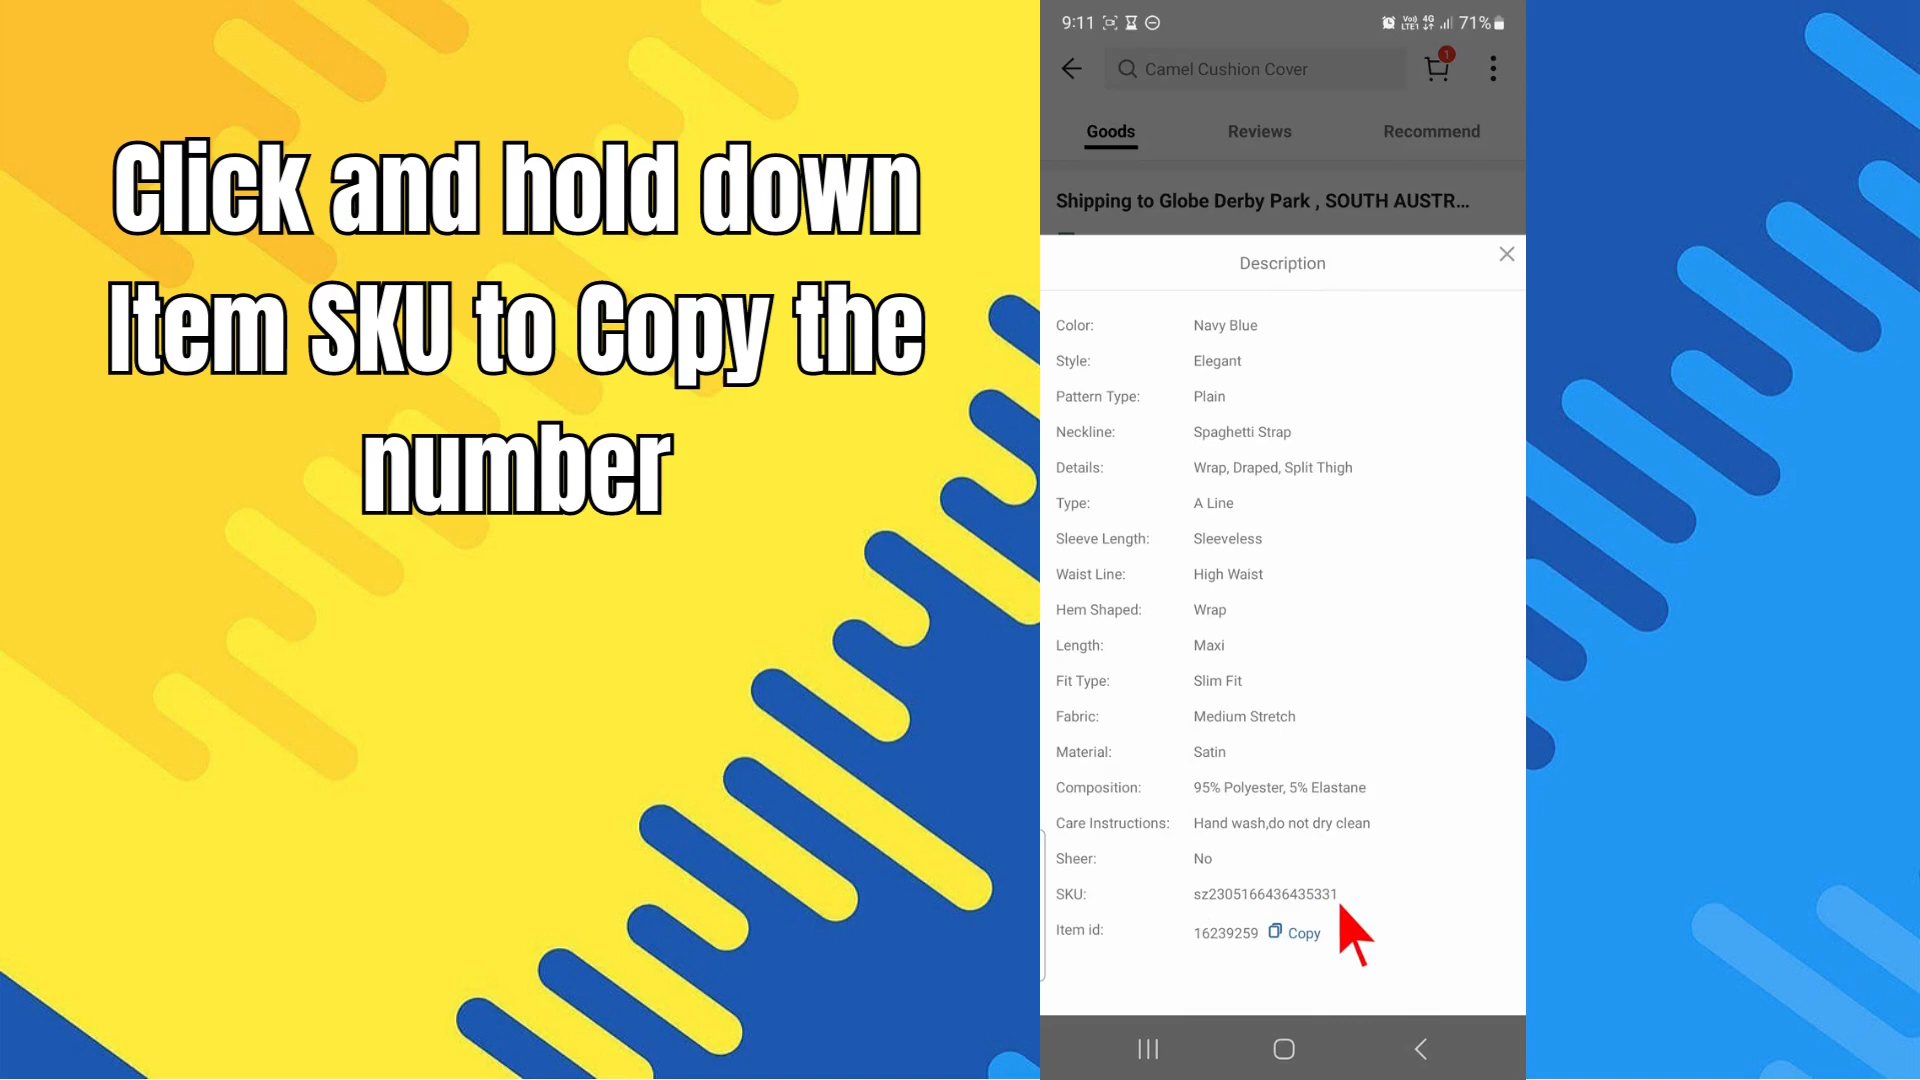 Click and hold down
Item SKU to Copy the
number
9:11 71%
Camel Cushion Cover 1
Goods Reviews Recommend
Shipping to Globe Derby Park , SOUTH AUSTR...
Description
Color: Navy Blue
Style: Elegant
Pattern Type: Plain
Neckline: Spaghetti Strap
Details: Wrap, Draped, Split Thigh
Type: A Line
Sleeve Length: Sleeveless
Waist Line: High Waist
Hem Shaped: Wrap
Length: Maxi
Fit Type: Slim Fit
Fabric: Medium Stretch
Material: Satin
Composition: 95% Polyester, 5% Elastane
Care Instructions: Hand wash,do not dry clean
Sheer: No
SKU: sz2305166436435331
Item id: 16239259 Copy